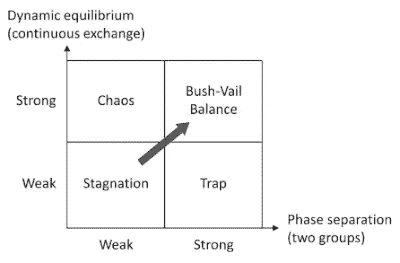 Dynamic equilibrium
(continuous exchange)
Strong
Chaos
Bush-Vail
Balance
Weak
Stagnation
Trap
Phase separation
(two groups)
Weak
Strong